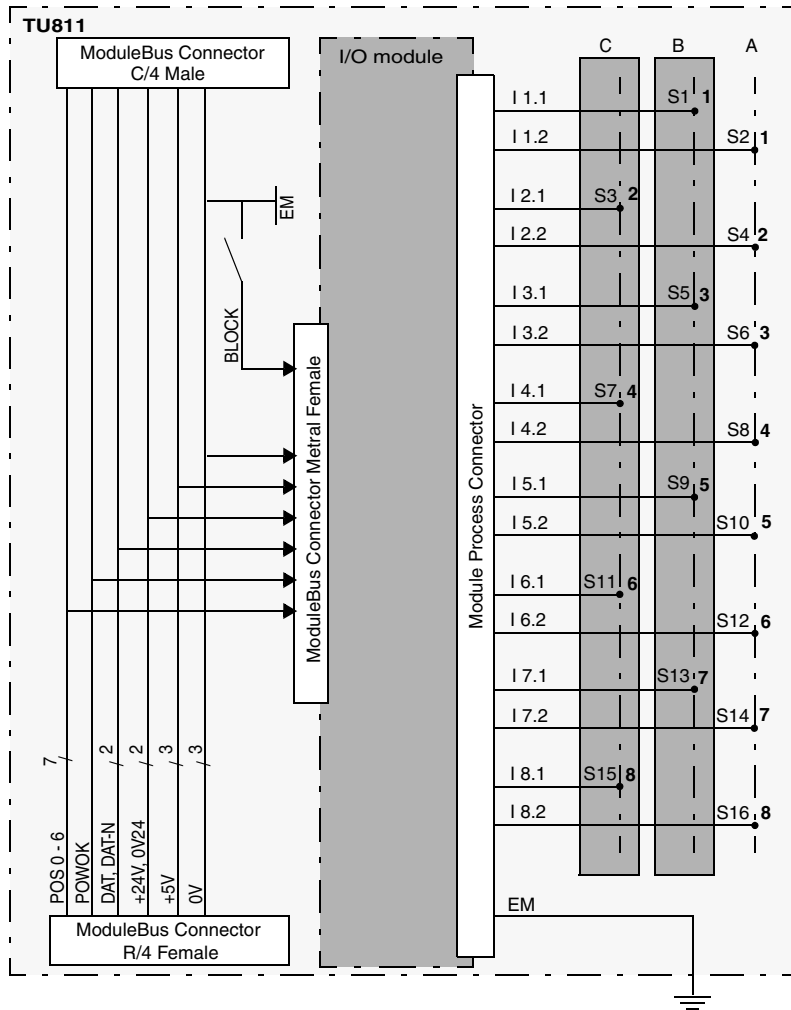 TU811
ModuleBus Connector
C/4 Male
I/O module
C
B
A
I 1.1
S1
1
I 1.2
S2
1
I 2.1
S3
2
I 2.2
S4
2
I 3.1
S5
3
I 3.2
S6
3
I 4.1
S7
4
I 4.2
S8
4
I 5.1
S9
5
I 5.2
S10
5
I 6.1
S11
6
I 6.2
S12
6
I 7.1
S13
7
I 7.2
S14
7
I 8.1
S15
8
I 8.2
S16
8
EM
EM
BLOCK
ModuleBus Connector Metral Female
Module Process Connector
7
2
2
3
3
POS 0 - 6
POWOK
DAT, DAT-N
+24V, 0V24
+5V
0V
ModuleBus Connector
R/4 Female